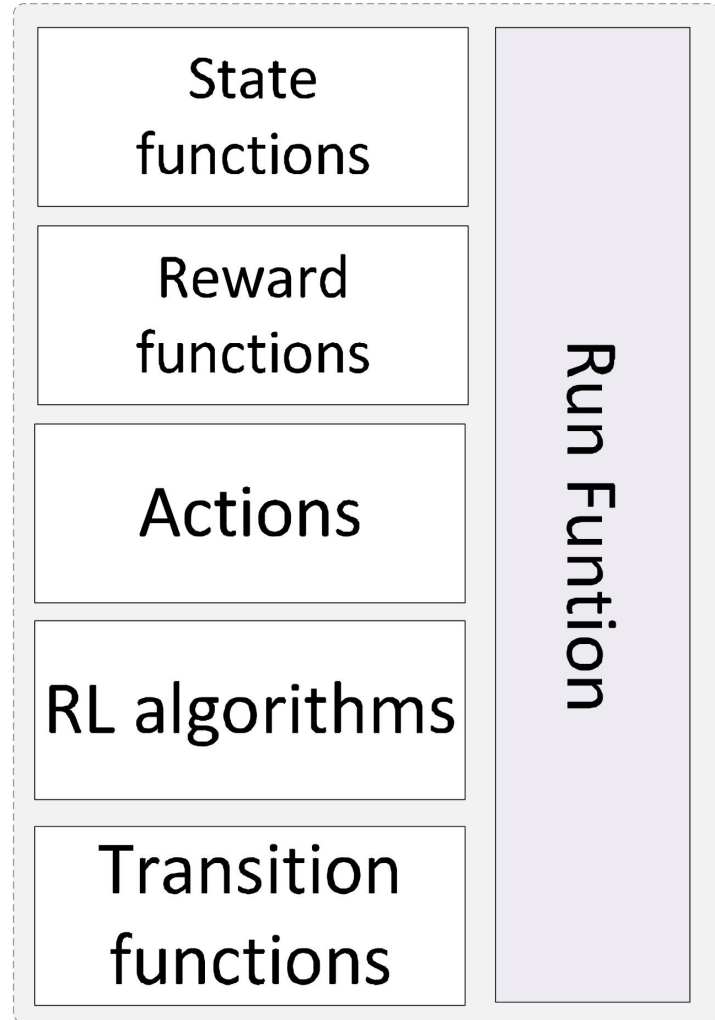 State
functions
Reward
functions
Actions
RL algorithms
Transition
functions
Run Funtion